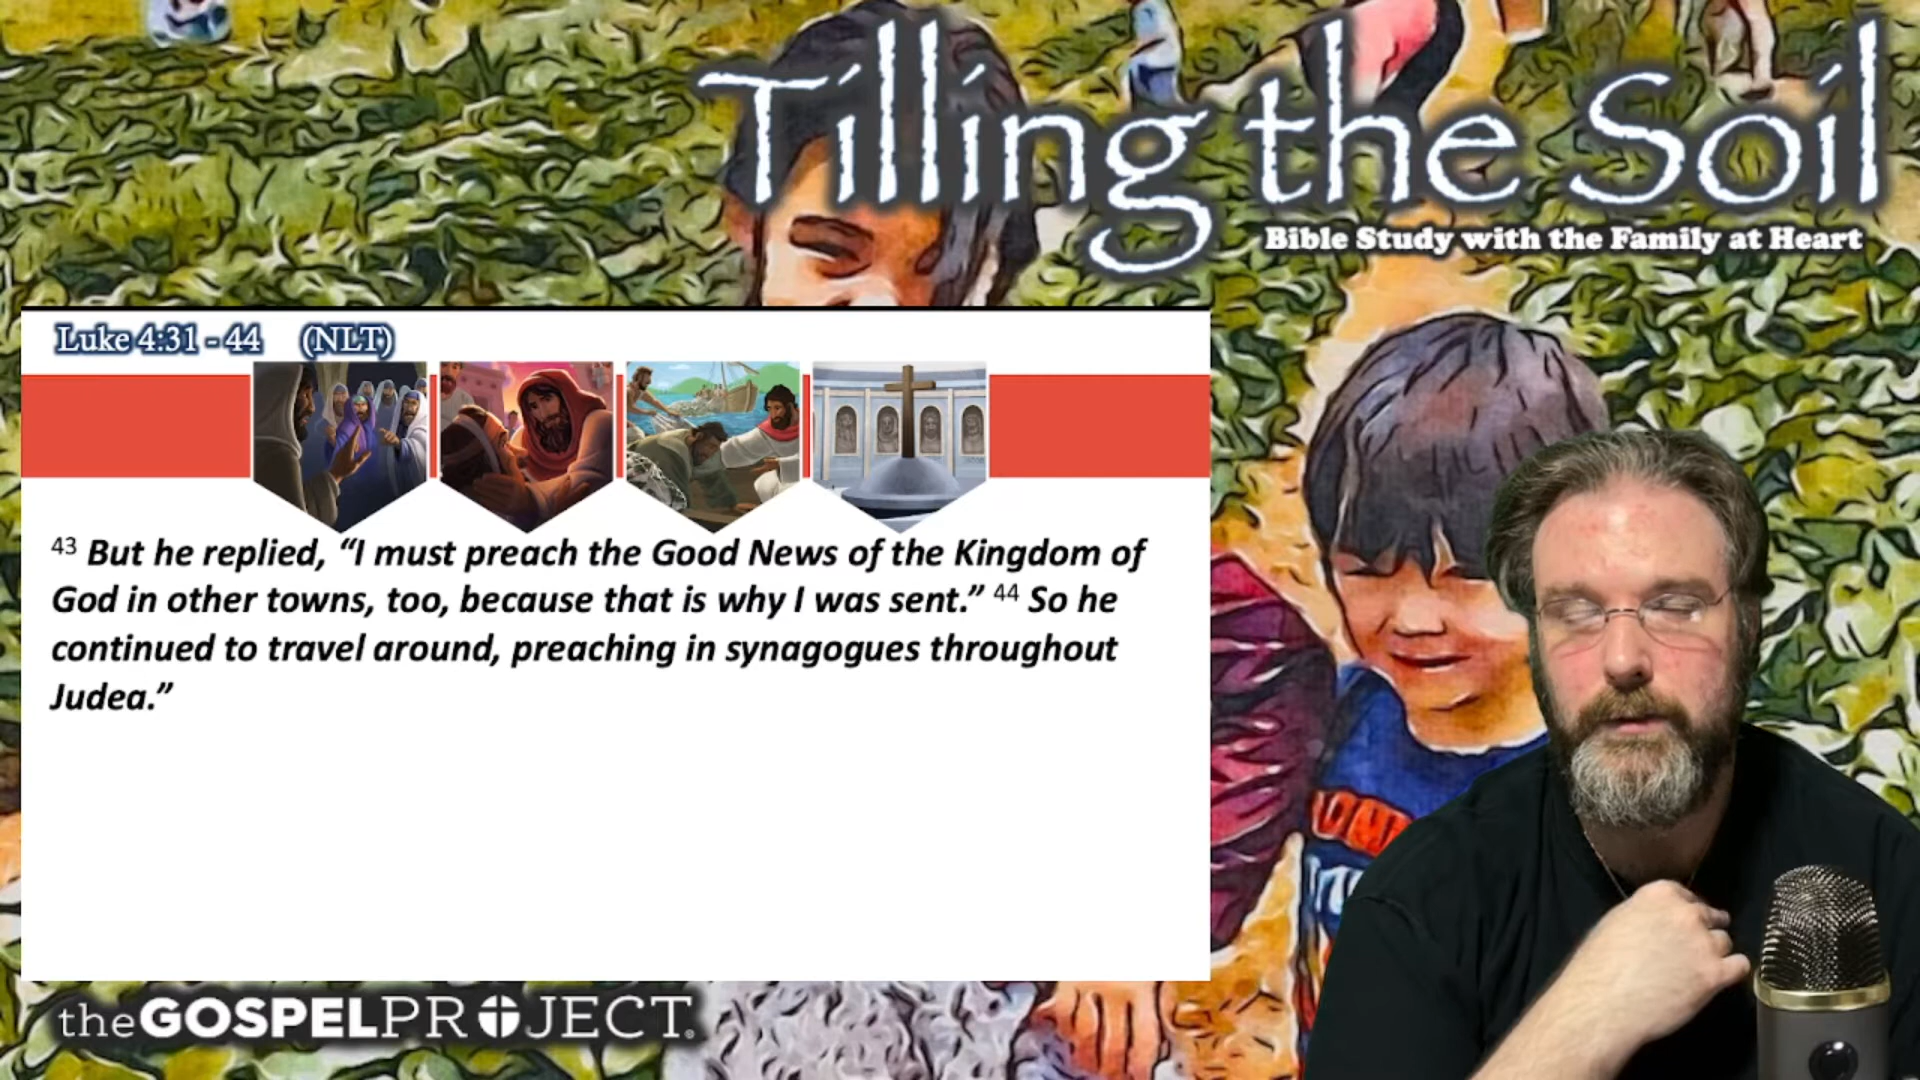 Tilling the Soil
Bible Study with the Family at Heart
Luke 4:31 - 44 (NLT)
43 But he replied, “I must preach the Good News of the Kingdom of
God in other towns, too, because that is why I was sent.” 44 So he
continued to travel around, preaching in synagogues throughout
Judea.”
theGOSPELPROJECT.